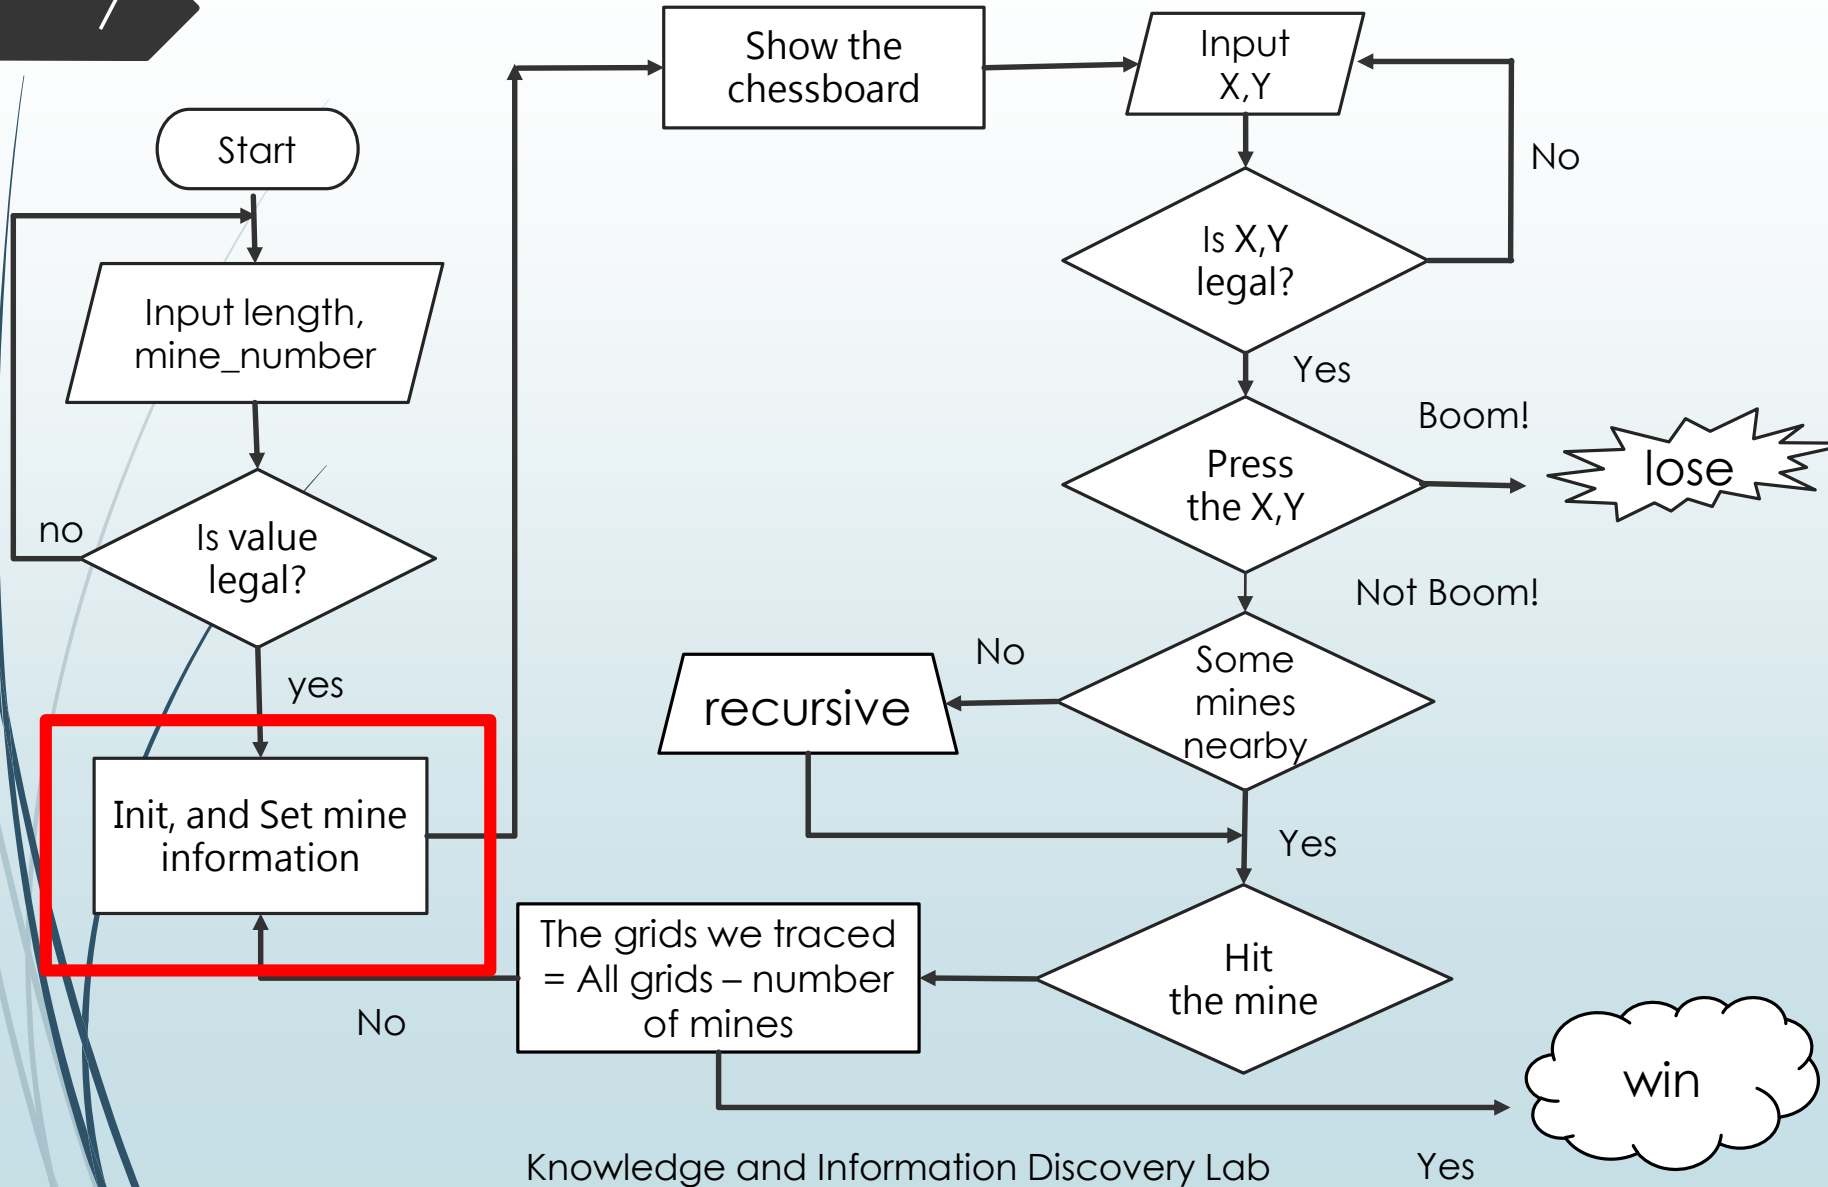 Start
Input length,
mine_number
Is value
legal?
no
yes
Init, and Set mine
information
Show the
chessboard
Input
X,Y
Is X,Y
legal?
No
Yes
Press
the X,Y
Boom!
lose
Not Boom!
Some
mines
nearby
No
recursive
Yes
Hit
the mine
The grids we traced
= All grids – number
of mines
No
win
Yes
Knowledge and Information Discovery Lab